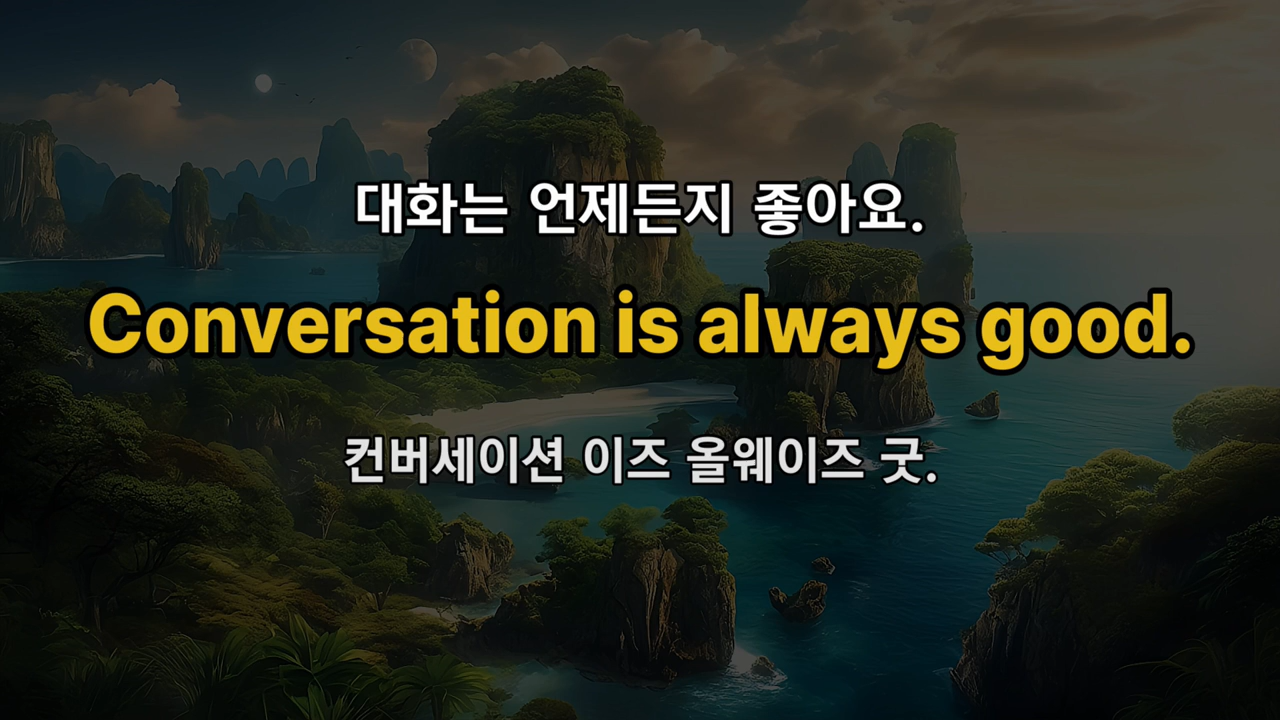 대화는 언제든지 좋아요.
Conversation is always good.
컨버세이션 이즈 올웨이즈 굿.